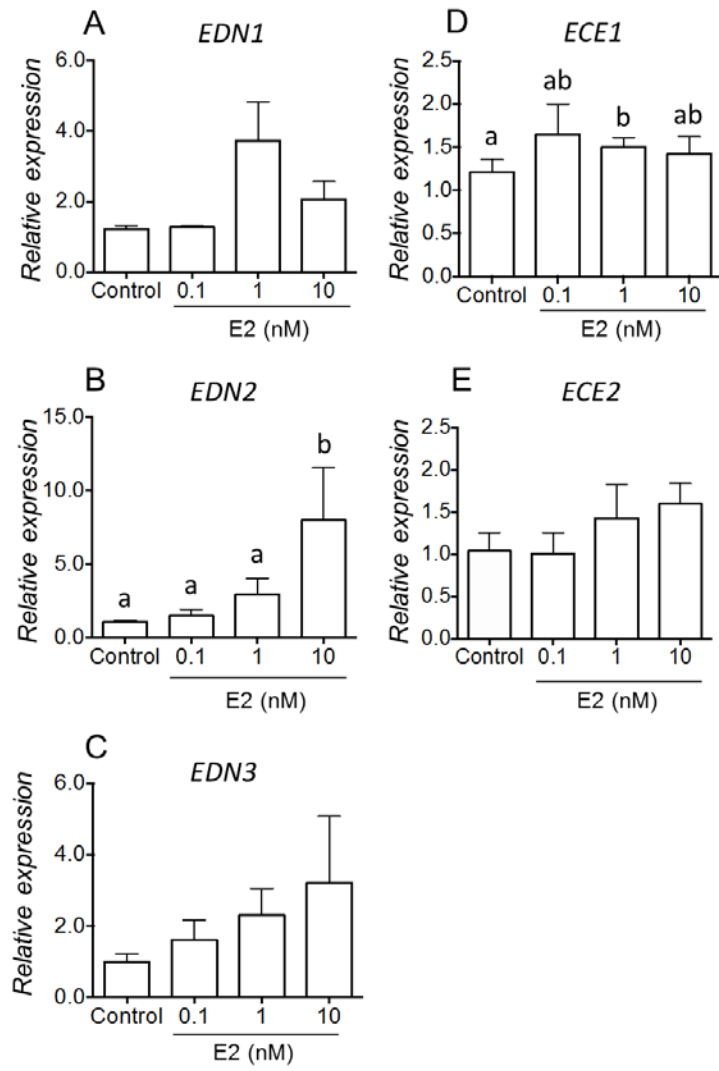 A
EDN1
Relative expression
6.0
4.0
2.0
0.0
Control 0.1 1 10
E2 (nM)
D
ECE1
Relative expression
2.5
2.0
1.5
1.0
0.5
0.0
a ab b ab
Control 0.1 1 10
E2 (nM)
B
EDN2
Relative expression
15.0
10.0
5.0
0.0
a a a b
Control 0.1 1 10
E2 (nM)
E
ECE2
Relative expression
2.5
2.0
1.5
1.0
0.5
0.0
Control 0.1 1 10
E2 (nM)
C
EDN3
Relative expression
6.0
4.0
2.0
0.0
Control 0.1 1 10
E2 (nM)